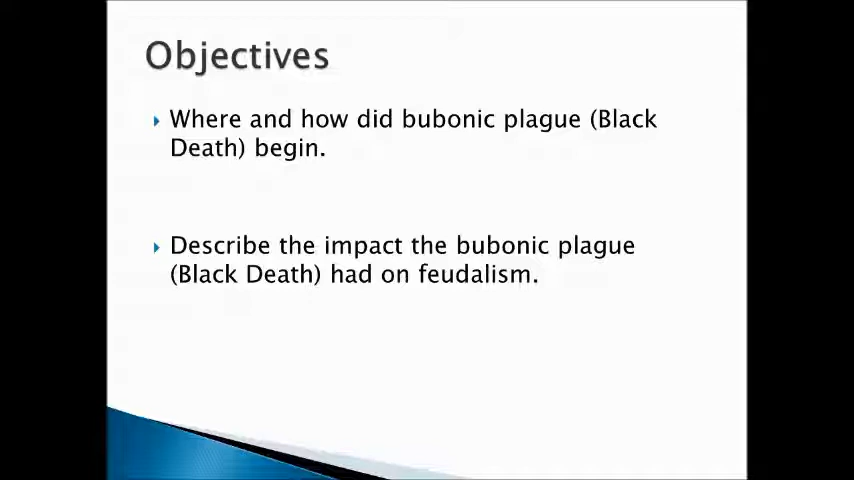 Objectives
Where and how did bubonic plague (Black
Death) begin.
Describe the impact the bubonic plague
(Black Death) had on feudalism.